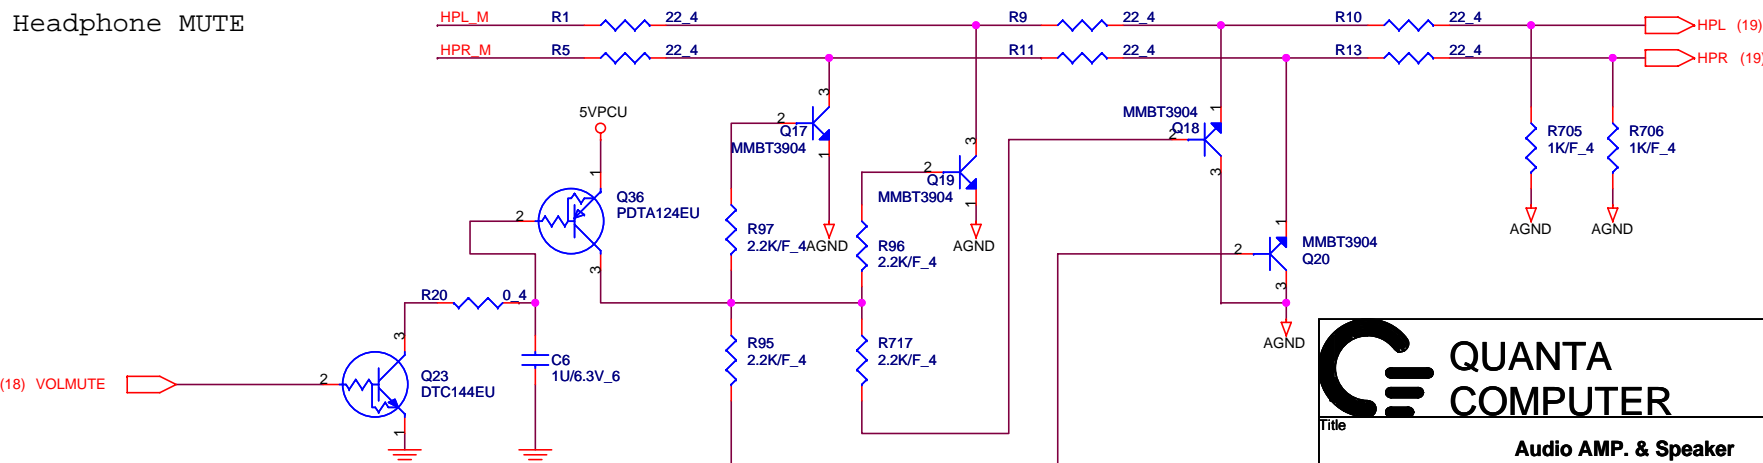 Headphone MUTE
HPL_M R1 22_4 R9 22_4 R10 22_4 HPL (19)
HPR_M R5 22_4 R11 22_4 R13 22_4 HPR (19)
5VPCU
3
2
Q17
MMBT3904
1
AGND
3
2
Q19
MMBT3904
1
AGND
MMBT3904
1
2
Q18
3
R705
1K/F_4
AGND
R706
1K/F_4
AGND
1
2
Q36
PDTA124EU
3
R97
2.2K/F_4
R96
2.2K/F_4
1
2
MMBT3904
Q20
3
AGND
R20 0_4
C6
1U/6.3V_6
R95
2.2K/F_4
R717
2.2K/F_4
(18) VOLMUTE
3
2
Q23
DTC144EU
1
QUANTA
COMPUTER
Title
Audio AMP. & Speaker